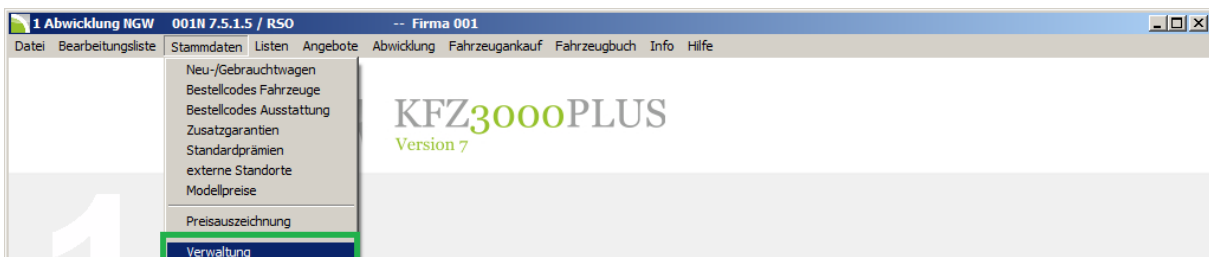 1 Abwicklung NGW 001N 7.5.1.5 / RSO -- Firma 001
Datei Bearbeitungsliste Stammdaten Listen Angebote Abwicklung Fahrzeugankauf Fahrzeugbuch Info Hilfe
Neu-/Gebrauchtwagen
Bestellcodes Fahrzeuge
Bestellcodes Ausstattung
Zusatzgarantien
Standardprämien
externe Standorte
Modellpreise
Preisauszeichnung
Verwaltung
KFZ3000PLUS
Version 7
1